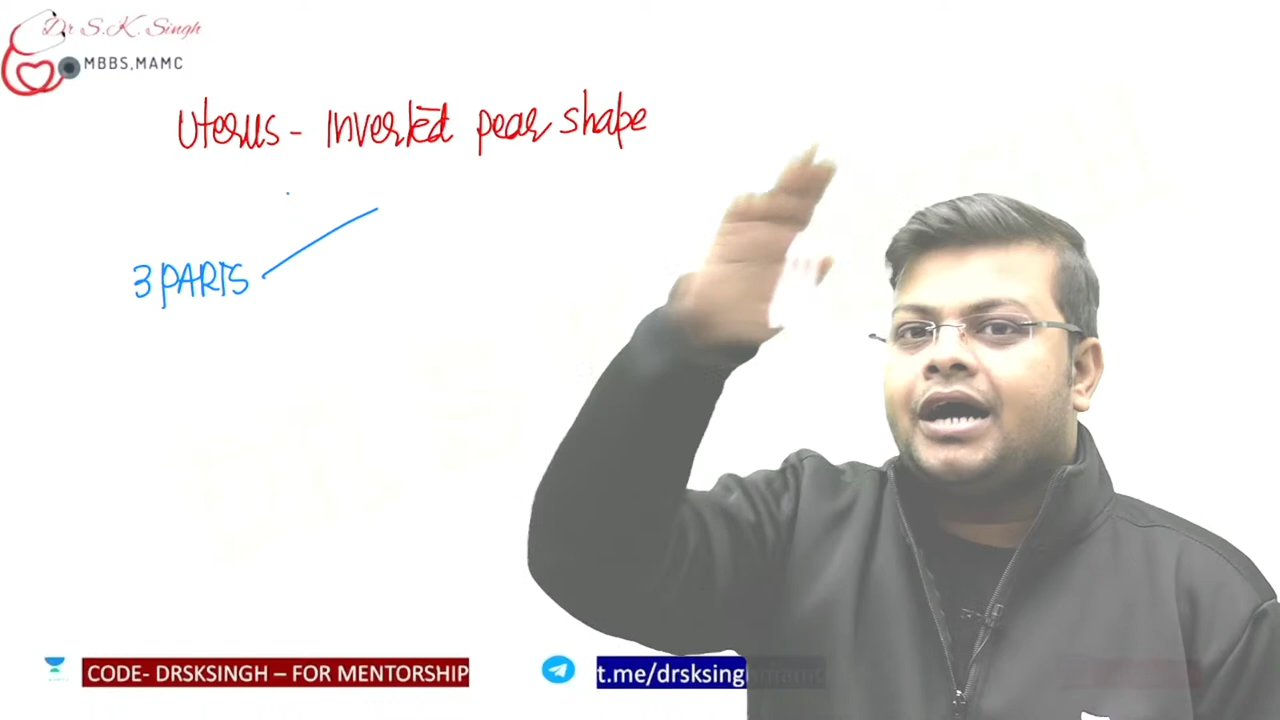 Dr S.K. Singh
MBBS,MAMC
Uterus - Inverted pear shape
3 PARTS
CODE- DRSKSINGH – FOR MENTORSHIP
t.me/drsksing